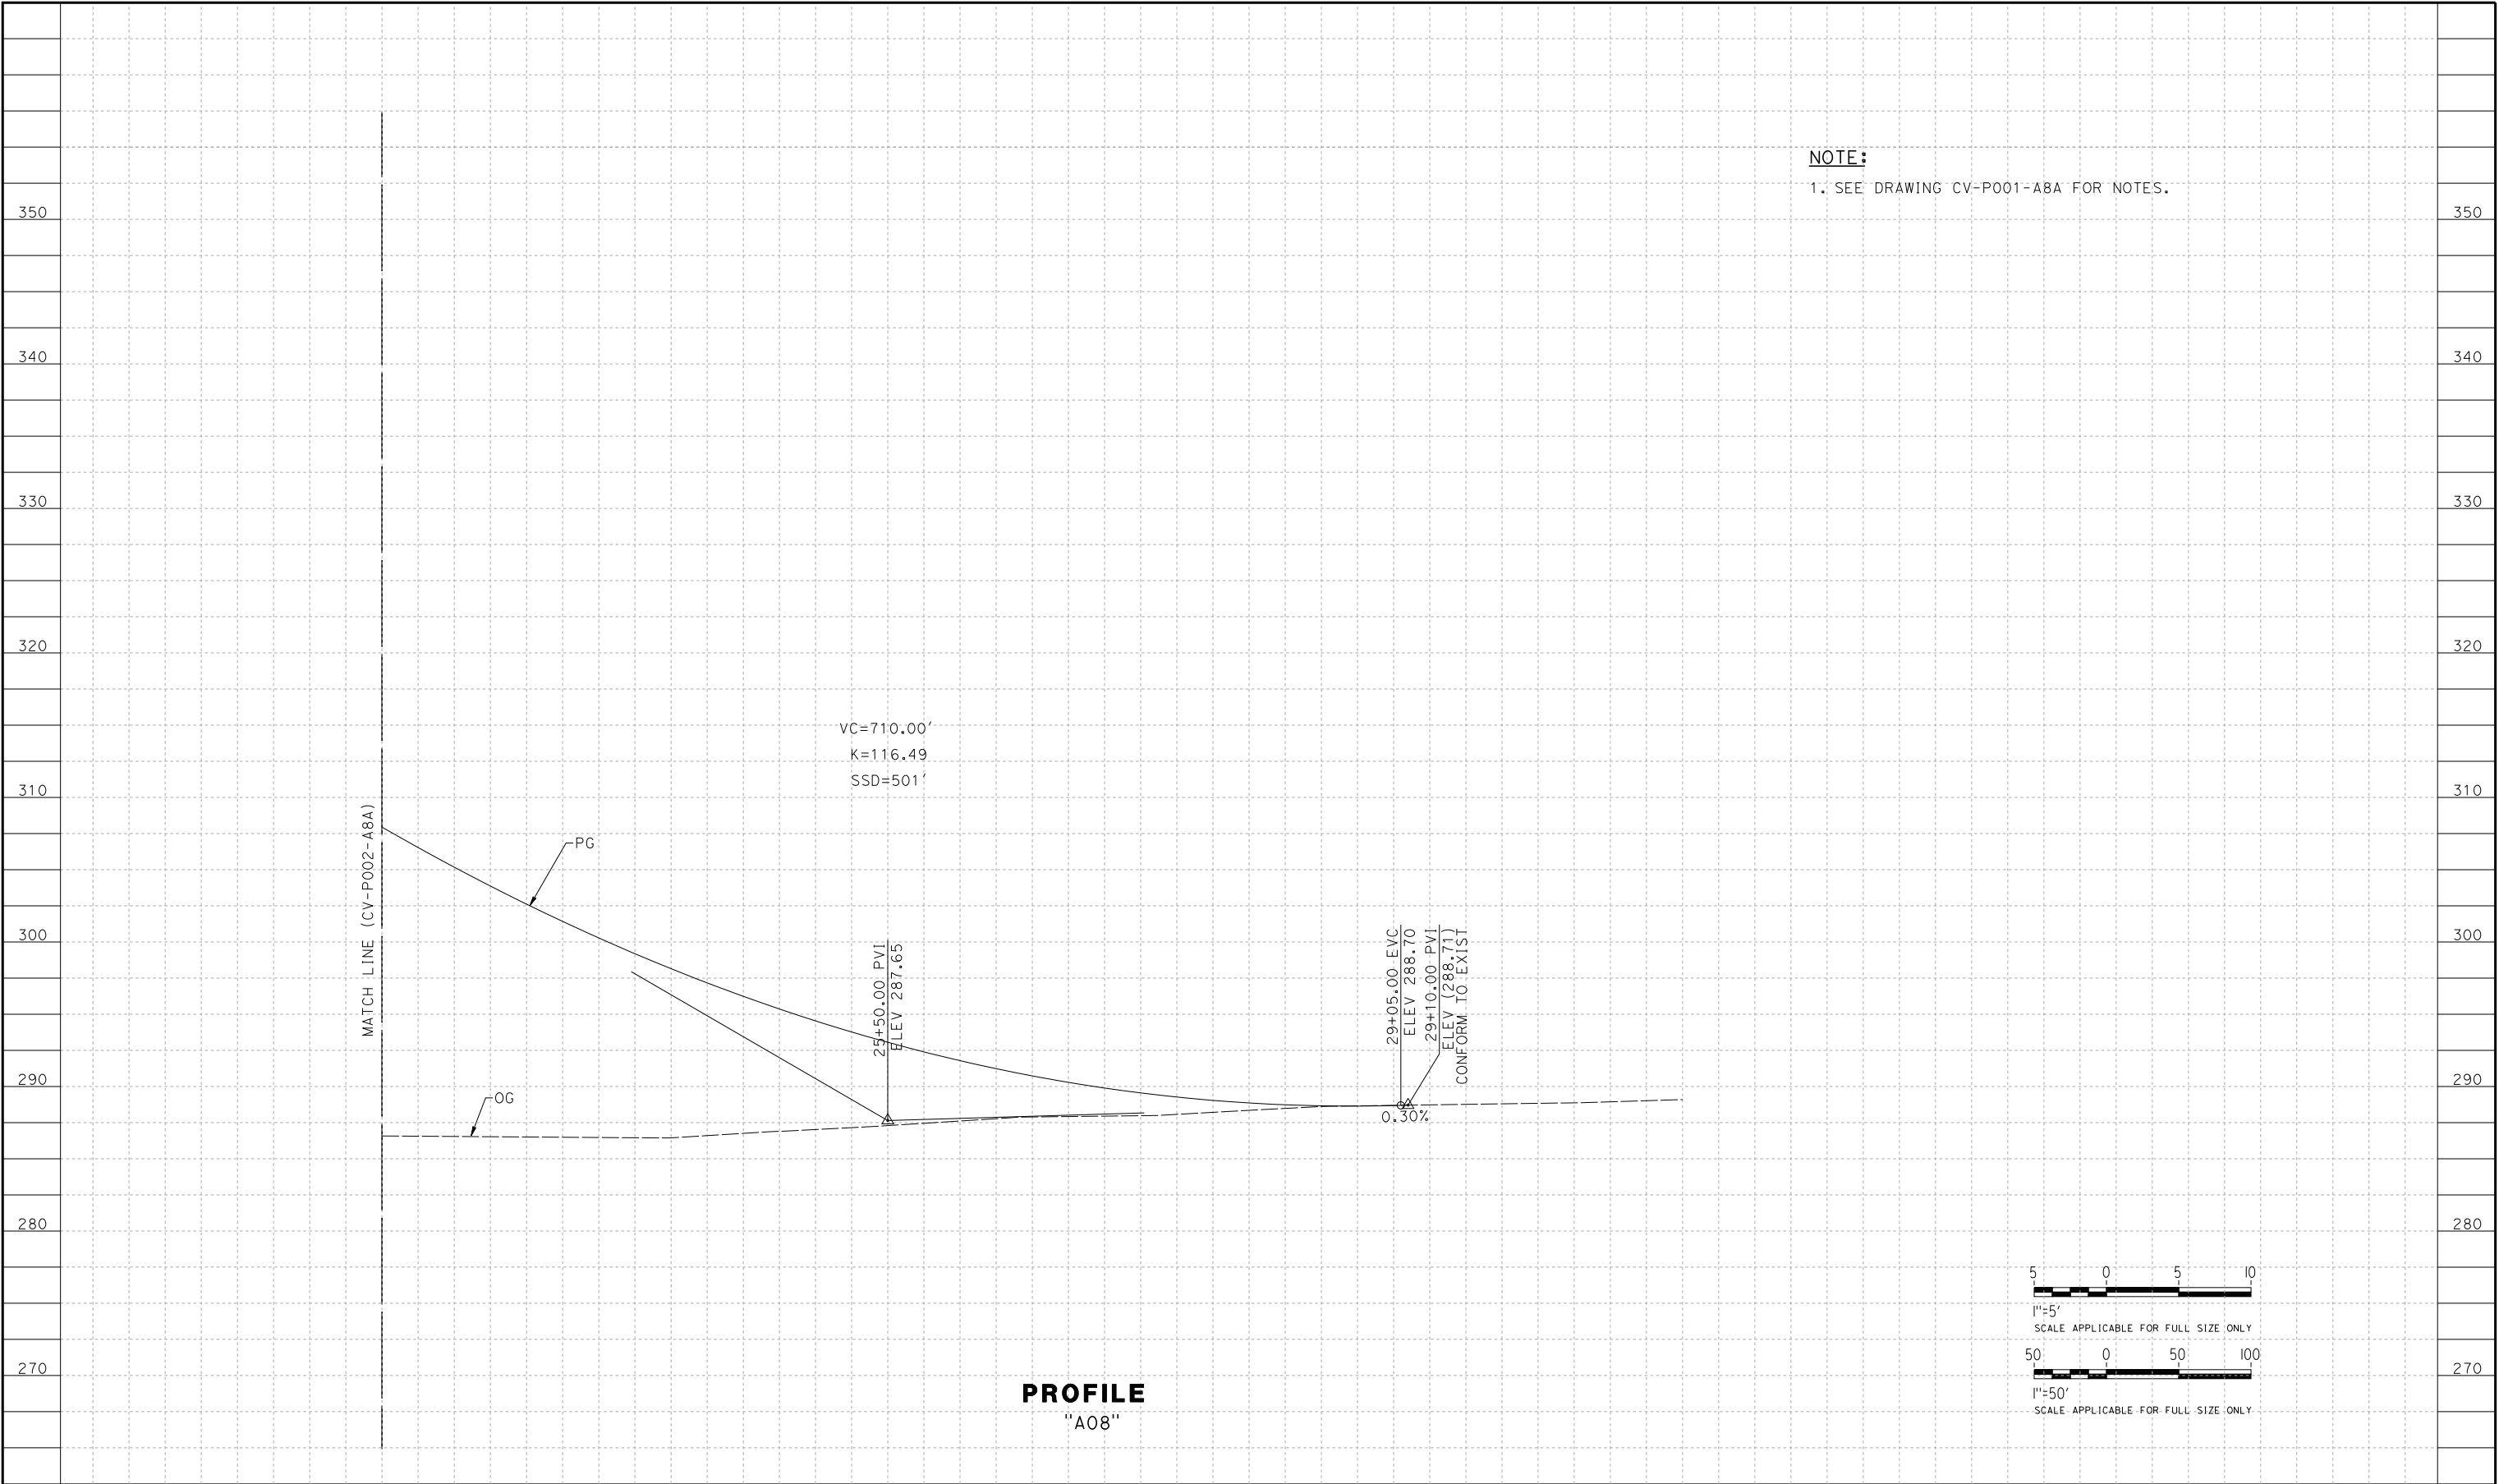 NOTE:
1. SEE DRAWING CV-P001-A8A FOR NOTES.
350
350
340
340
330
330
320
320
VC=710.00'
K=116.49
SSD=501'
310
310
MATCH LINE (CV-P002-A8A)
PG
300
300
25+50.00 PVI
ELEV 287.65
29+05.00 EVC
ELEV 288.70
29+10.00 PVI
ELEV (288.71)
CONFORM TO EXIST
290
290
OG
0.30%
280
280
5 0 5 10
1"=5'
SCALE APPLICABLE FOR FULL SIZE ONLY
50 0 50 100
1"=50'
SCALE APPLICABLE FOR FULL SIZE ONLY
270
270
PROFILE
"A08"